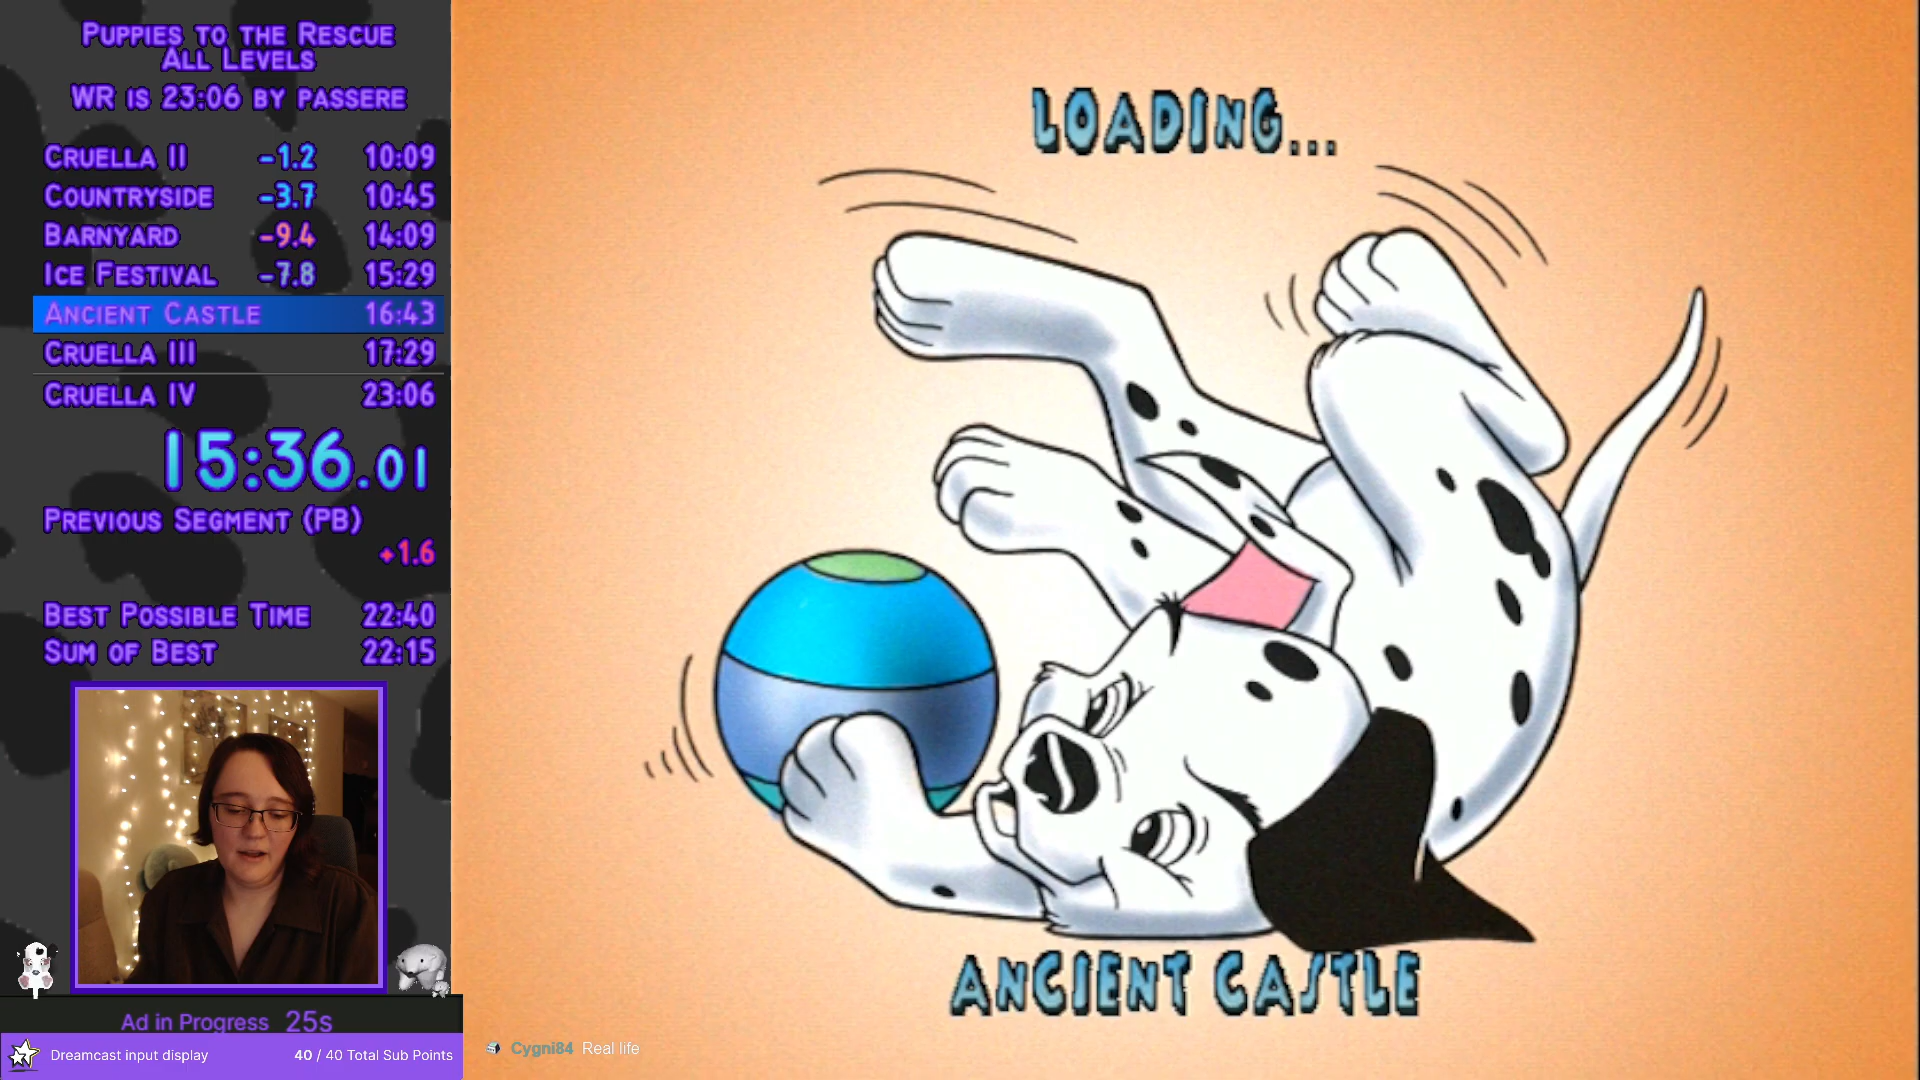 PUPPIES TO THE RESCUE
ALL LEVELS
WR IS 23:06 BY PASSERE
CRUELLA II -1.2 10:09
COUNTRYSIDE -3.7 10:45
BARNYARD -9.4 14:09
ICE FESTIVAL -7.8 15:29
ANCIENT CASTLE 16:43
CRUELLA III 17:29
CRUELLA IV 23:06
15:36.01
PREVIOUS SEGMENT (PB)
+1.6
BEST POSSIBLE TIME 22:40
SUM OF BEST 22:15
Ad in Progress 25s
Dreamcast input display 40 / 40 Total Sub Points
LOADING...
ANCIENT CASTLE
Cygni84 Real life